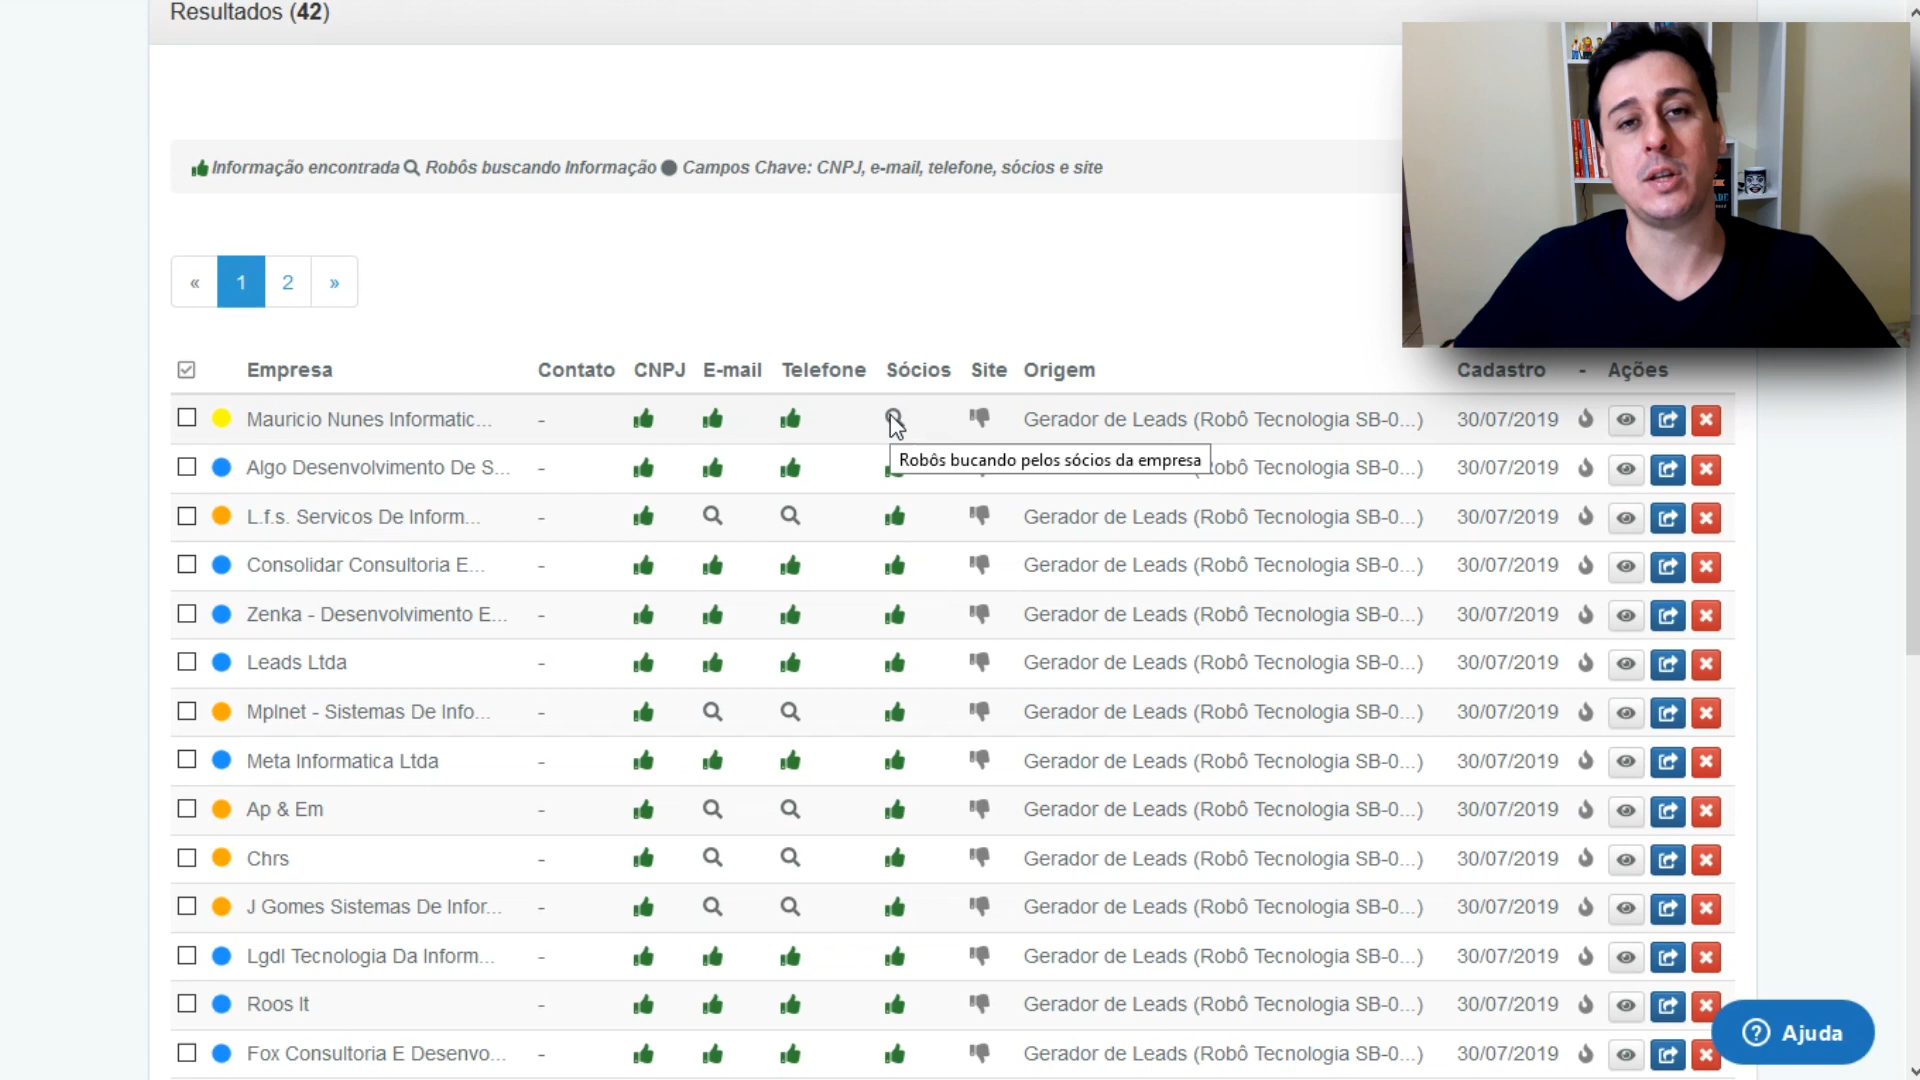 Resultados (42)
Informação encontrada Robôs buscando Informação Campos Chave: CNPJ, e-mail, telefone, sócios e site
« 1 2 »
Empresa Contato CNPJ E-mail Telefone Sócios Site Origem Cadastro - Ações
Mauricio Nunes Informatic... - Gerador de Leads (Robô Tecnologia SB-0...) 30/07/2019
Robôs bucando pelos sócios da empresa
Algo Desenvolvimento De S... - Robô Tecnologia SB-0...) 30/07/2019
L.f.s. Servicos De Inform... - Gerador de Leads (Robô Tecnologia SB-0...) 30/07/2019
Consolidar Consultoria E... - Gerador de Leads (Robô Tecnologia SB-0...) 30/07/2019
Zenka - Desenvolvimento E... - Gerador de Leads (Robô Tecnologia SB-0...) 30/07/2019
Leads Ltda - Gerador de Leads (Robô Tecnologia SB-0...) 30/07/2019
Mplnet - Sistemas De Info... - Gerador de Leads (Robô Tecnologia SB-0...) 30/07/2019
Meta Informatica Ltda - Gerador de Leads (Robô Tecnologia SB-0...) 30/07/2019
Ap & Em - Gerador de Leads (Robô Tecnologia SB-0...) 30/07/2019
Chrs - Gerador de Leads (Robô Tecnologia SB-0...) 30/07/2019
J Gomes Sistemas De Infor... - Gerador de Leads (Robô Tecnologia SB-0...) 30/07/2019
Lgdl Tecnologia Da Inform... - Gerador de Leads (Robô Tecnologia SB-0...) 30/07/2019
Roos It - Gerador de Leads (Robô Tecnologia SB-0...) 30/07/2019
Fox Consultoria E Desenvo... - Gerador de Leads (Robô Tecnologia SB-0...) 30/07/2019
Ajuda